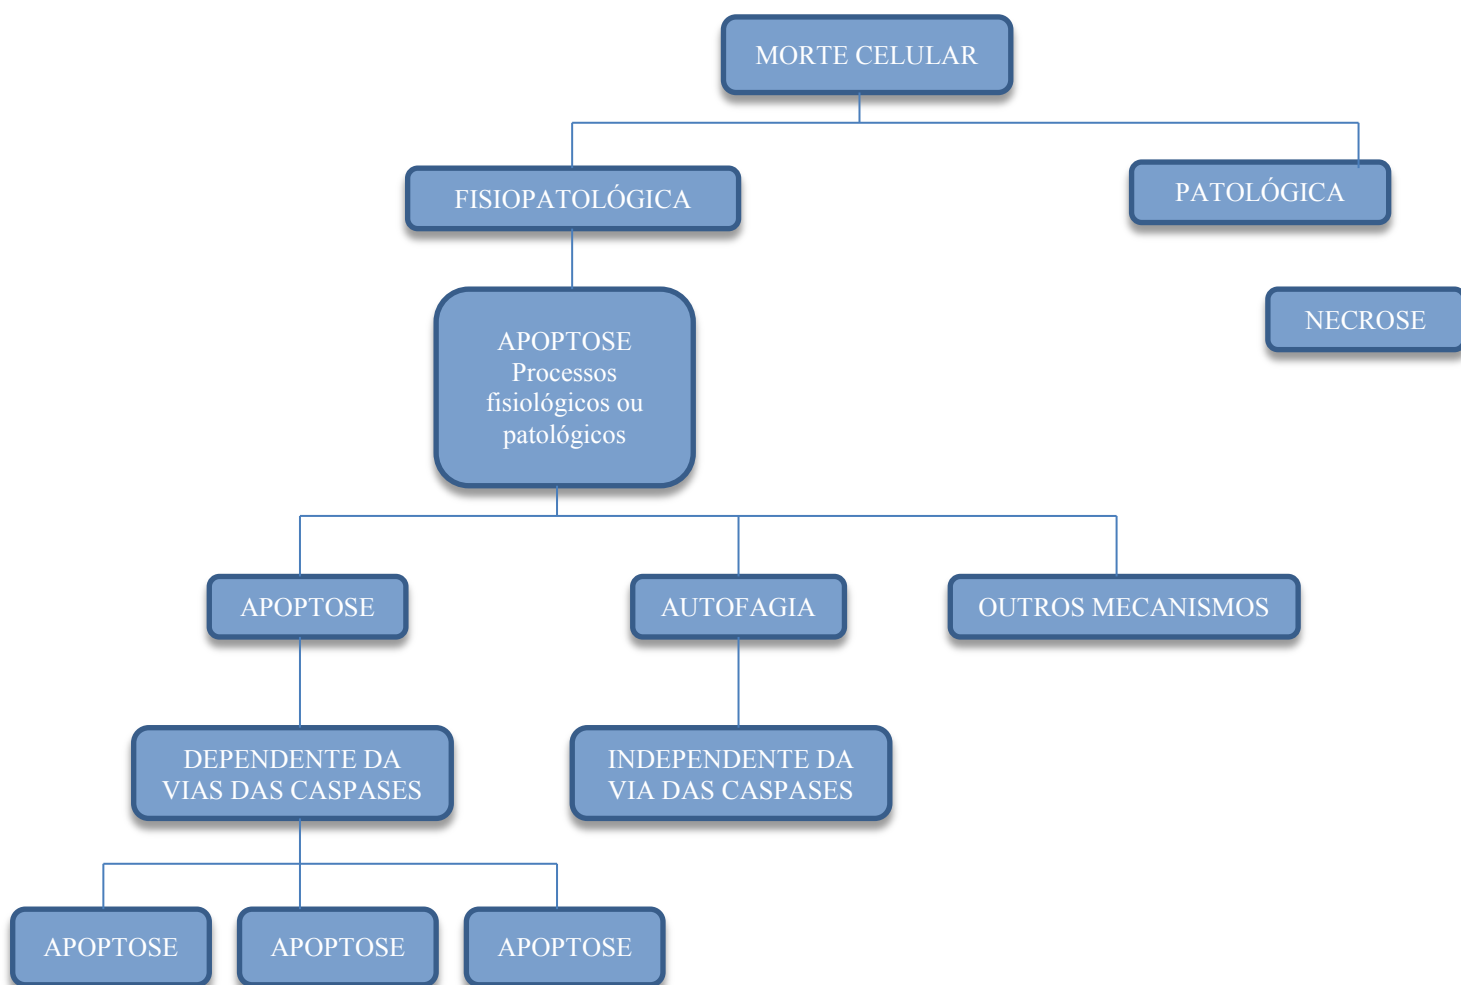 MORTE CELULAR
FISIOPATOLÓGICA
PATOLÓGICA
APOPTOSE
Processos
fisiológicos ou
patológicos
NECROSE
APOPTOSE
AUTOFAGIA
OUTROS MECANISMOS
DEPENDENTE DA
VIAS DAS CASPASES
INDEPENDENTE DA
VIA DAS CASPASES
APOPTOSE
APOPTOSE
APOPTOSE